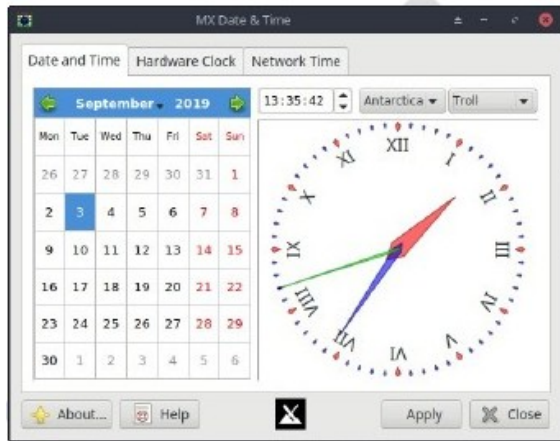 MX Date & Time
Date and Time Hardware Clock Network Time
September 2019 13:35:42 Antarctica Troll
Mon Tue Wed Thu Fri Sat Sun
26 27 28 29 30 31 1
2 3 4 5 6 7 8
9 10 11 12 13 14 15
16 17 18 19 20 21 22
23 24 25 26 27 28 29
30 1 2 3 4 5 6
XII
I
II
III
IV
V
VI
VII
VIII
IX
X
XI
About... Help Apply Close